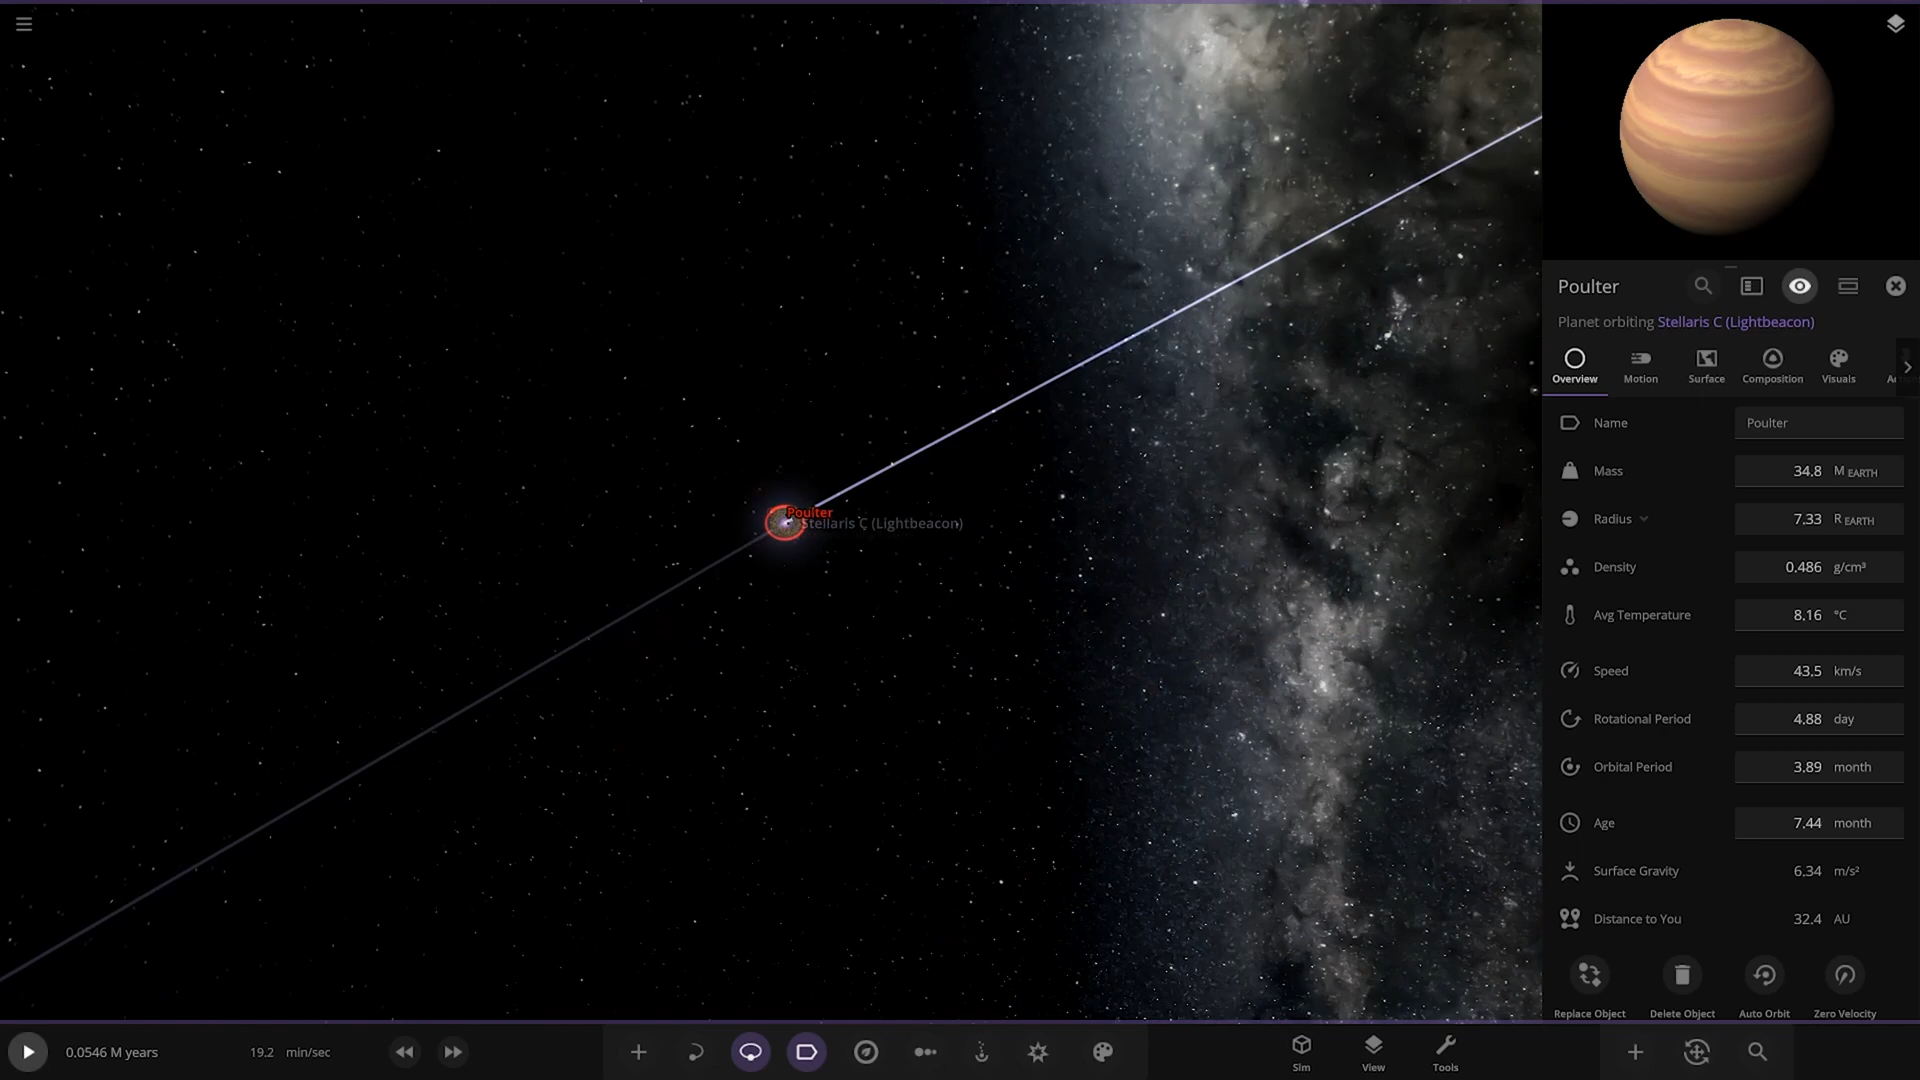 Poulter
Stellaris C (Lightbeacon)
Poulter
Planet orbiting Stellaris C (Lightbeacon)
Overview
Motion
Surface
Composition
Visuals
Name
Poulter
Mass
34.8 M EARTH
Radius
7.33 R EARTH
Density
0.486 g/cm³
Avg Temperature
8.16 °C
Speed
43.5 km/s
Rotational Period
4.88 day
Orbital Period
3.89 month
Age
7.44 month
Surface Gravity
6.34 m/s²
Distance to You
32.4 AU
Replace Object
Delete Object
Auto Orbit
Zero Velocity
0.0546 M years
19.2 min/sec
Sim
View
Tools